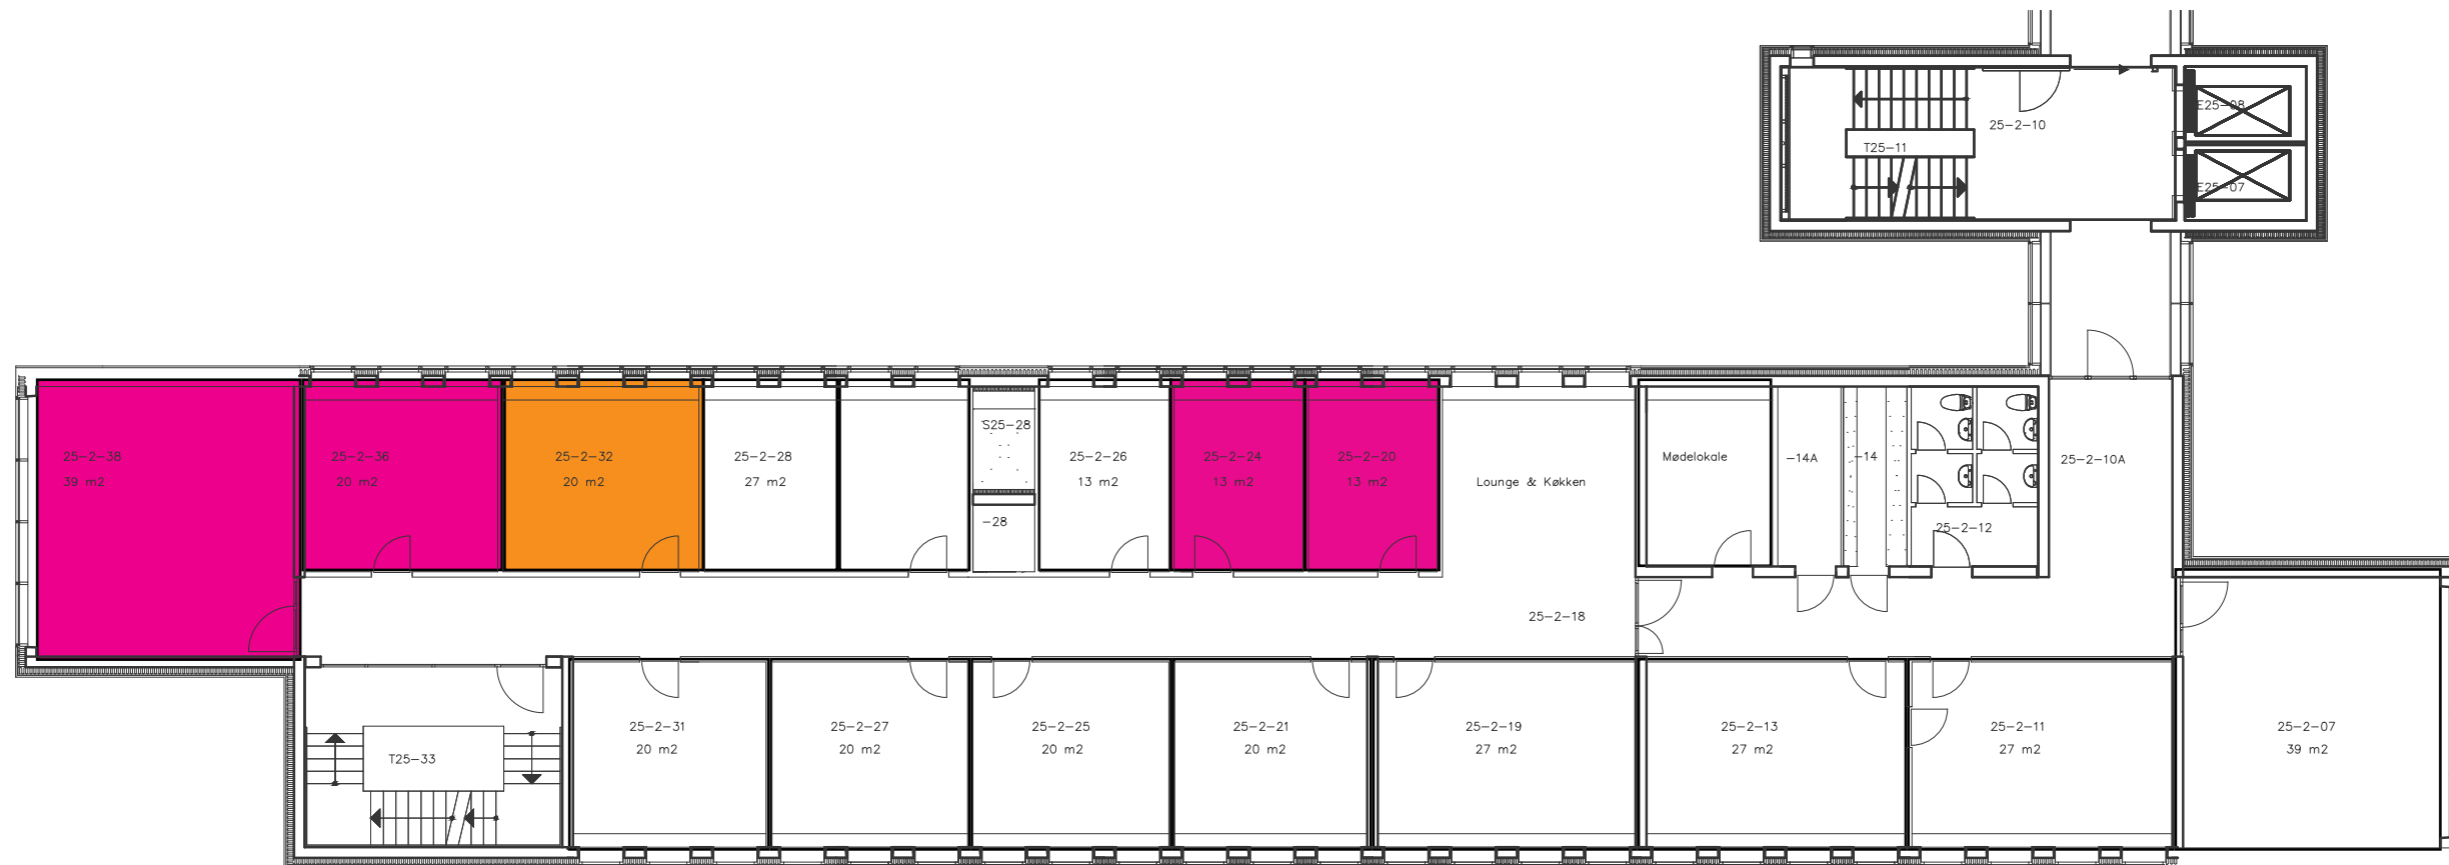 E25-08
25-2-10
T25-11
E25-07
S25-28
25-2-38
39 m2
25-2-36
20 m2
25-2-32
20 m2
25-2-28
27 m2
25-2-26
13 m2
25-2-24
13 m2
25-2-20
13 m2
Lounge & Køkken
Mødelokale
-14A
-14
25-2-10A
-28
25-2-12
25-2-18
25-2-31
20 m2
25-2-27
20 m2
25-2-25
20 m2
25-2-21
20 m2
25-2-19
27 m2
25-2-13
27 m2
25-2-11
27 m2
25-2-07
39 m2
T25-33